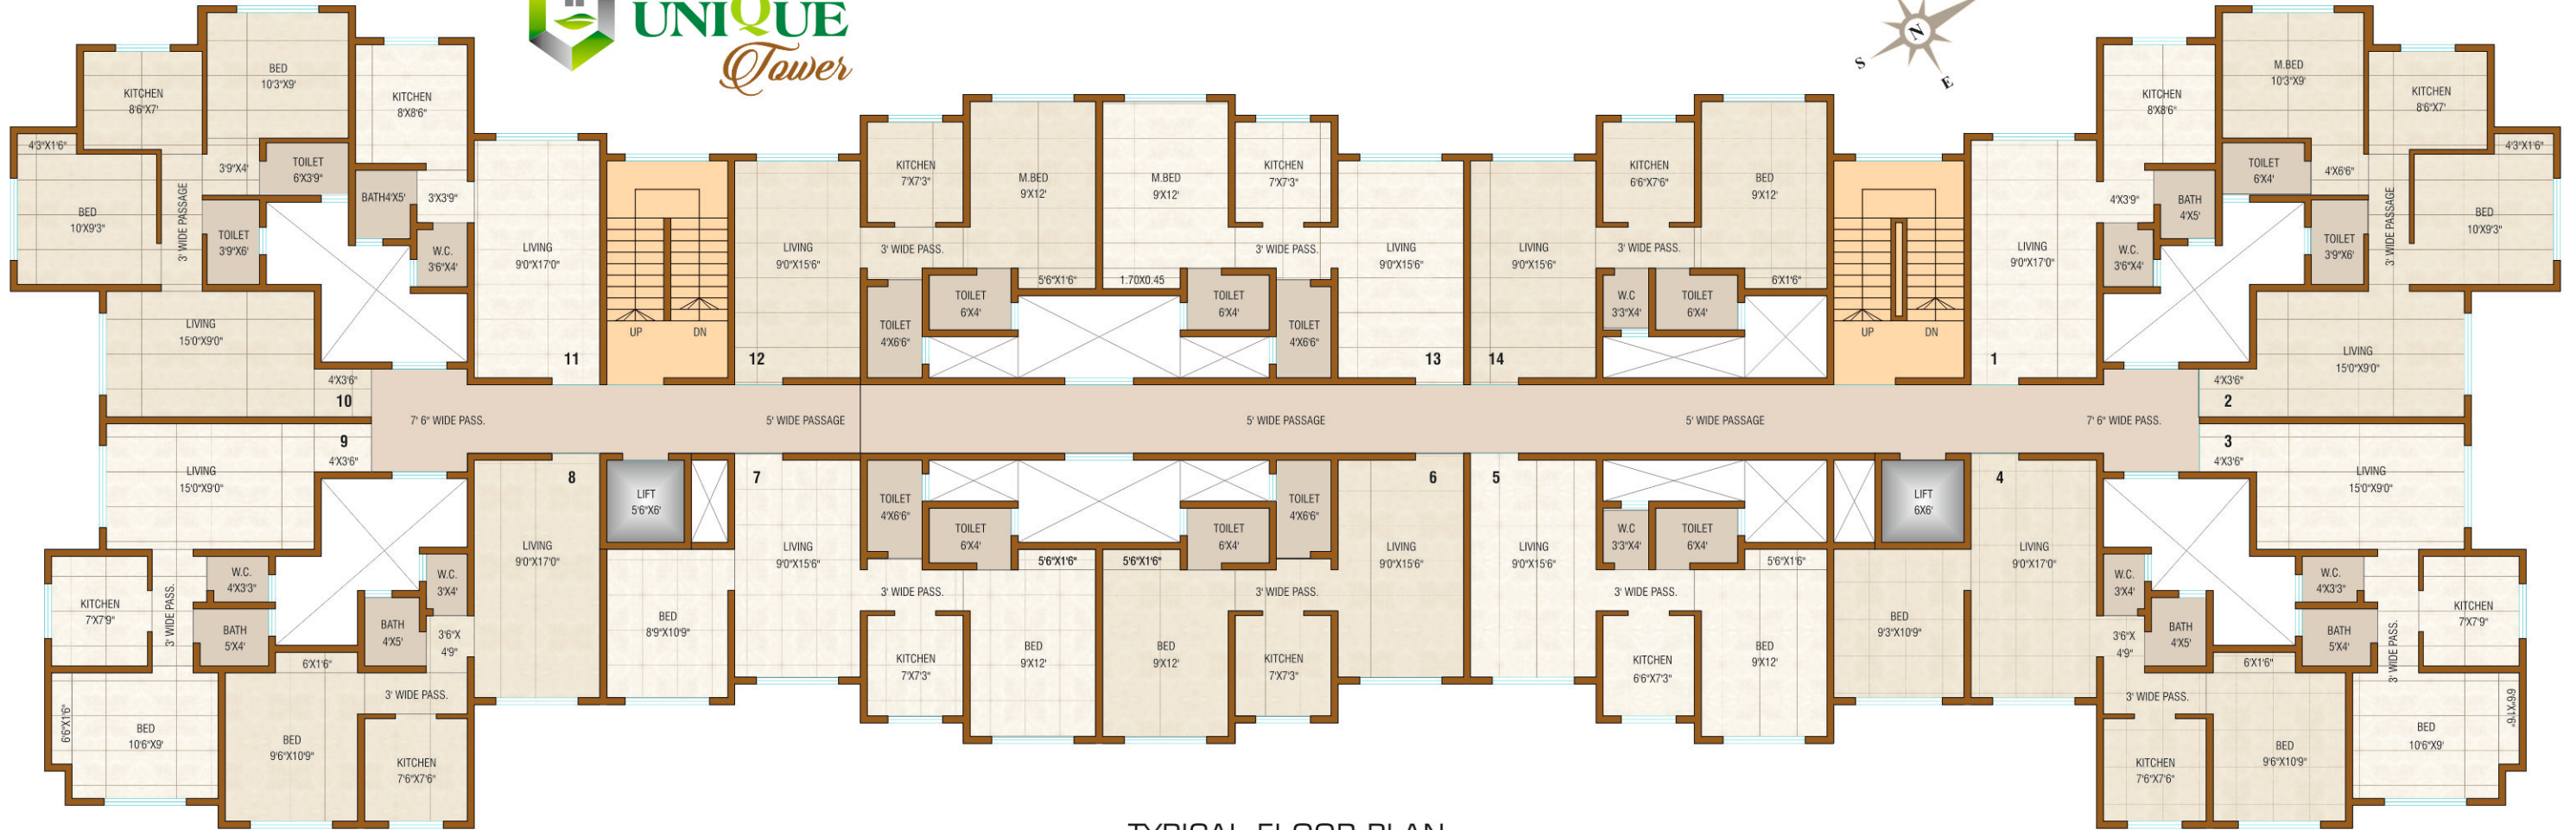 UNIQUE
Tower
N
S
E
BED
10'3"X9'
KITCHEN
8'6"X7'
KITCHEN
8'X8'6"
4'3"X1'6"
3'9"X4'
TOILET
6'X3'9"
BED
10'X9'3"
3' WIDE PASSAGE
TOILET
3'9"X6'
BATH4'X5'
3'X3'9"
W.C.
3'6"X4'
LIVING
15'0"X9'0"
4'X3'6"
10
LIVING
9'0"X17'0"
11
UP
DN
LIVING
9'0"X15'6"
12
KITCHEN
7'X7'3"
M.BED
9'X12'
3' WIDE PASS.
5'6"X1'6"
TOILET
6'X4'
TOILET
4'X6'6"
M.BED
9'X12'
KITCHEN
7'X7'3"
3' WIDE PASS.
1.70X0.45
TOILET
6'X4'
TOILET
4'X6'6"
LIVING
9'0"X15'6"
13
LIVING
9'0"X15'6"
14
KITCHEN
6'6"X7'6"
BED
9'X12'
3' WIDE PASS.
6'X1'6"
W.C
3'3"X4'
TOILET
6'X4'
UP
DN
LIVING
9'0"X17'0"
1
KITCHEN
8'X8'6"
M.BED
10'3"X9'
KITCHEN
8'6"X7'
4'3"X1'6"
TOILET
6'X4'
4'X6'6"
4'X3'9"
BATH
4'X5'
W.C.
3'6"X4'
TOILET
3'9"X6'
3' WIDE PASSAGE
BED
10'X9'3"
LIVING
15'0"X9'0"
4'X3'6"
2
7' 6" WIDE PASS.
5' WIDE PASSAGE
5' WIDE PASSAGE
5' WIDE PASSAGE
7' 6" WIDE PASS.
9
4'X3'6"
LIVING
15'0"X9'0"
KITCHEN
7'X7'9"
3' WIDE PASS.
W.C.
4'X3'3"
BATH
5'X4'
6'6"X1'6"
BED
10'6"X9'
6'X1'6"
BED
9'6"X10'9"
W.C.
3'X4'
BATH
4'X5'
3'6"X
4'9"
3' WIDE PASS.
KITCHEN
7'6"X7'6"
8
LIVING
9'0"X17'0"
LIFT
5'6"X6'
BED
8'9"X10'9"
7
LIVING
9'0"X15'6"
TOILET
4'X6'6"
TOILET
6'X4'
5'6"X1'6"
3' WIDE PASS.
KITCHEN
7'X7'3"
BED
9'X12'
5'6"X1'6"
TOILET
6'X4'
TOILET
4'X6'6"
3' WIDE PASS.
BED
9'X12'
KITCHEN
7'X7'3"
6
LIVING
9'0"X15'6"
5
LIVING
9'0"X15'6"
W.C
3'3"X4'
TOILET
6'X4'
5'6"X1'6"
3' WIDE PASS.
KITCHEN
6'6"X7'3"
BED
9'X12'
LIFT
6X6'
BED
9'3"X10'9"
4
LIVING
9'0"X17'0"
W.C.
3'X4'
BATH
4'X5'
3'6"X
4'9"
3' WIDE PASS.
KITCHEN
7'6"X7'6"
6'X1'6"
BED
9'6"X10'9"
3
4'X3'6"
LIVING
15'0"X9'0"
W.C.
4'X3'3"
BATH
5'X4'
3' WIDE PASS.
KITCHEN
7'X7'9"
BED
10'6"X9'
6'6"X1'6"
TYPICAL FLOOR PLAN